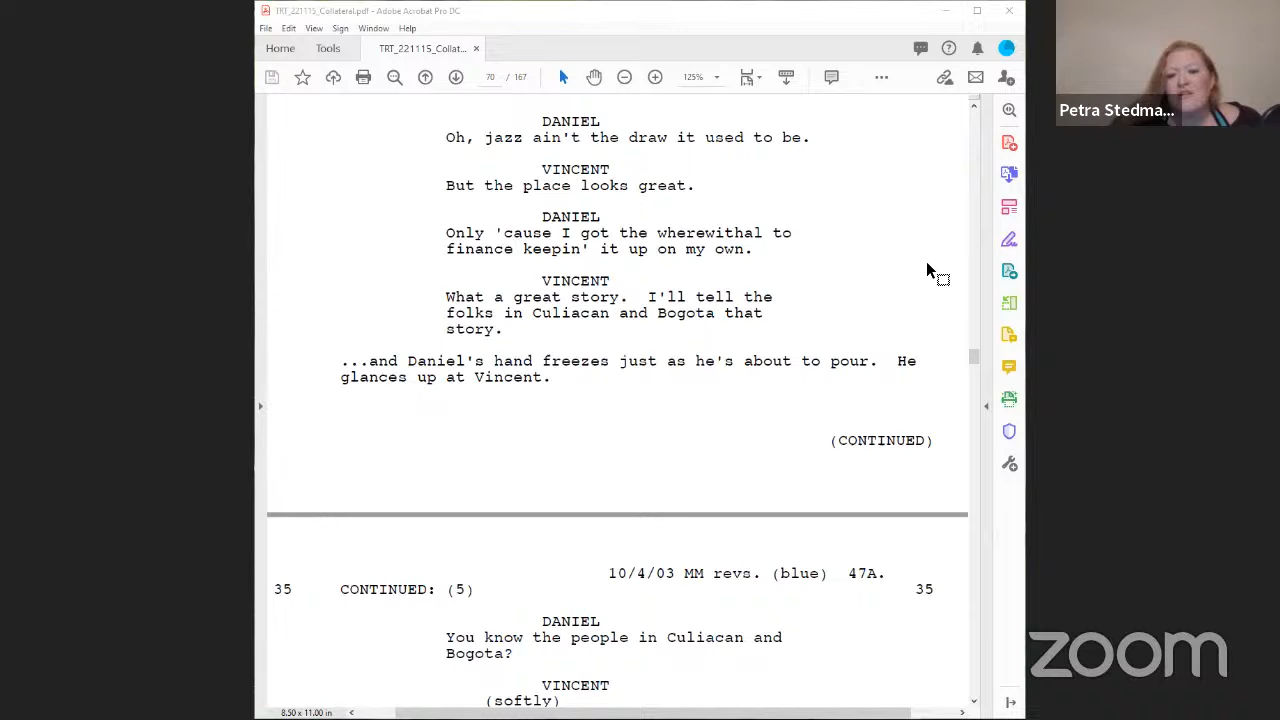 TRT_221115_Collateral.pdf - Adobe Acrobat Pro DC
File Edit View Sign Window Help
Home Tools TRT_221115_Collat... ×
70 / 167 125%
Petra Stedma...
DANIEL
Oh, jazz ain't the draw it used to be.
VINCENT
But the place looks great.
DANIEL
Only 'cause I got the wherewithal to
finance keepin' it up on my own.
VINCENT
What a great story. I'll tell the
folks in Culiacan and Bogota that
story.
...and Daniel's hand freezes just as he's about to pour. He
glances up at Vincent.
(CONTINUED)
10/4/03 MM revs. (blue) 47A.
35 CONTINUED: (5) 35
DANIEL
You know the people in Culiacan and
Bogota?
VINCENT
(softly)
8.50 x 11.00 in
zoom